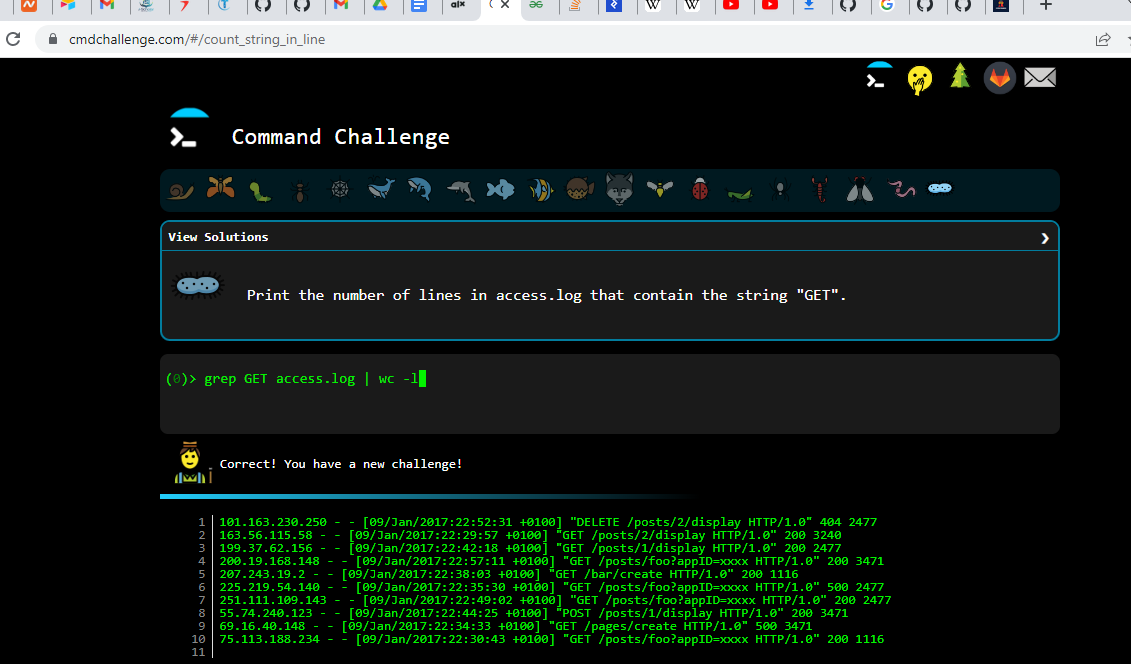 alx
cmdchallenge.com/#/count_string_in_line
Command Challenge
View Solutions
Print the number of lines in access.log that contain the string "GET".
(0)> grep GET access.log | wc -l
Correct! You have a new challenge!
1 101.163.230.250 - - [09/Jan/2017:22:52:31 +0100] "DELETE /posts/2/display HTTP/1.0" 404 2477
2 163.56.115.58 - - [09/Jan/2017:22:29:57 +0100] "GET /posts/2/display HTTP/1.0" 200 3240
3 199.37.62.156 - - [09/Jan/2017:22:42:18 +0100] "GET /posts/1/display HTTP/1.0" 200 2477
4 200.19.168.148 - - [09/Jan/2017:22:57:11 +0100] "GET /posts/foo?appID=xxxx HTTP/1.0" 200 3471
5 207.243.19.2 - - [09/Jan/2017:22:38:03 +0100] "GET /bar/create HTTP/1.0" 200 1116
6 225.219.54.140 - - [09/Jan/2017:22:35:30 +0100] "GET /posts/foo?appID=xxxx HTTP/1.0" 500 2477
7 251.111.109.143 - - [09/Jan/2017:22:49:02 +0100] "GET /posts/foo?appID=xxxx HTTP/1.0" 200 2477
8 55.74.240.123 - - [09/Jan/2017:22:44:25 +0100] "POST /posts/1/display HTTP/1.0" 200 3471
9 69.16.40.148 - - [09/Jan/2017:22:34:33 +0100] "GET /pages/create HTTP/1.0" 500 3471
10 75.113.188.234 - - [09/Jan/2017:22:30:43 +0100] "GET /posts/foo?appID=xxxx HTTP/1.0" 200 1116
11